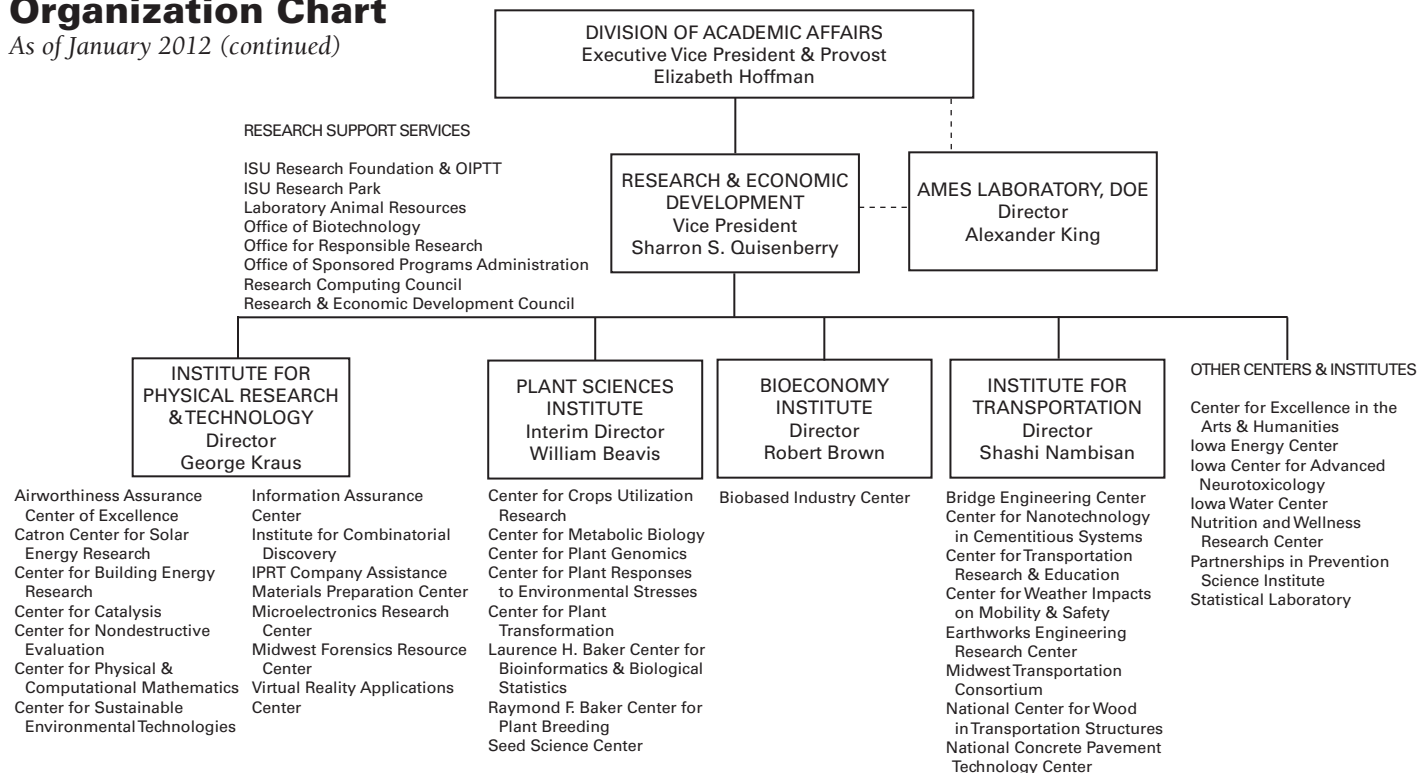 Organization Chart
As of January 2012 (continued)
DIVISION OF ACADEMIC AFFAIRS
Executive Vice President & Provost
Elizabeth Hoffman
RESEARCH SUPPORT SERVICES
ISU Research Foundation & OIPTT
ISU Research Park
Laboratory Animal Resources
Office of Biotechnology
Office for Responsible Research
Office of Sponsored Programs Administration
Research Computing Council
Research & Economic Development Council
RESEARCH & ECONOMIC
DEVELOPMENT
Vice President
Sharron S. Quisenberry
AMES LABORATORY, DOE
Director
Alexander King
INSTITUTE FOR
PHYSICAL RESEARCH
& TECHNOLOGY
Director
George Kraus
Airworthiness Assurance
Center of Excellence
Catron Center for Solar
Energy Research
Center for Building Energy
Research
Center for Catalysis
Center for Nondestructive
Evaluation
Center for Physical &
Computational Mathematics
Center for Sustainable
Environmental Technologies
Information Assurance
Center
Institute for Combinatorial
Discovery
IPRT Company Assistance
Materials Preparation Center
Microelectronics Research
Center
Midwest Forensics Resource
Center
Virtual Reality Applications
Center
PLANT SCIENCES
INSTITUTE
Interim Director
William Beavis
Center for Crops Utilization
Research
Center for Metabolic Biology
Center for Plant Genomics
Center for Plant Responses
to Environmental Stresses
Center for Plant
Transformation
Laurence H. Baker Center for
Bioinformatics & Biological
Statistics
Raymond F. Baker Center for
Plant Breeding
Seed Science Center
BIOECONOMY
INSTITUTE
Director
Robert Brown
Biobased Industry Center
INSTITUTE FOR
TRANSPORTATION
Director
Shashi Nambisan
Bridge Engineering Center
Center for Nanotechnology
in Cementitious Systems
Center for Transportation
Research & Education
Center for Weather Impacts
on Mobility & Safety
Earthworks Engineering
Research Center
Midwest Transportation
Consortium
National Center for Wood
in Transportation Structures
National Concrete Pavement
Technology Center
OTHER CENTERS & INSTITUTES
Center for Excellence in the
Arts & Humanities
Iowa Energy Center
Iowa Center for Advanced
Neurotoxicology
Iowa Water Center
Nutrition and Wellness
Research Center
Partnerships in Prevention
Science Institute
Statistical Laboratory